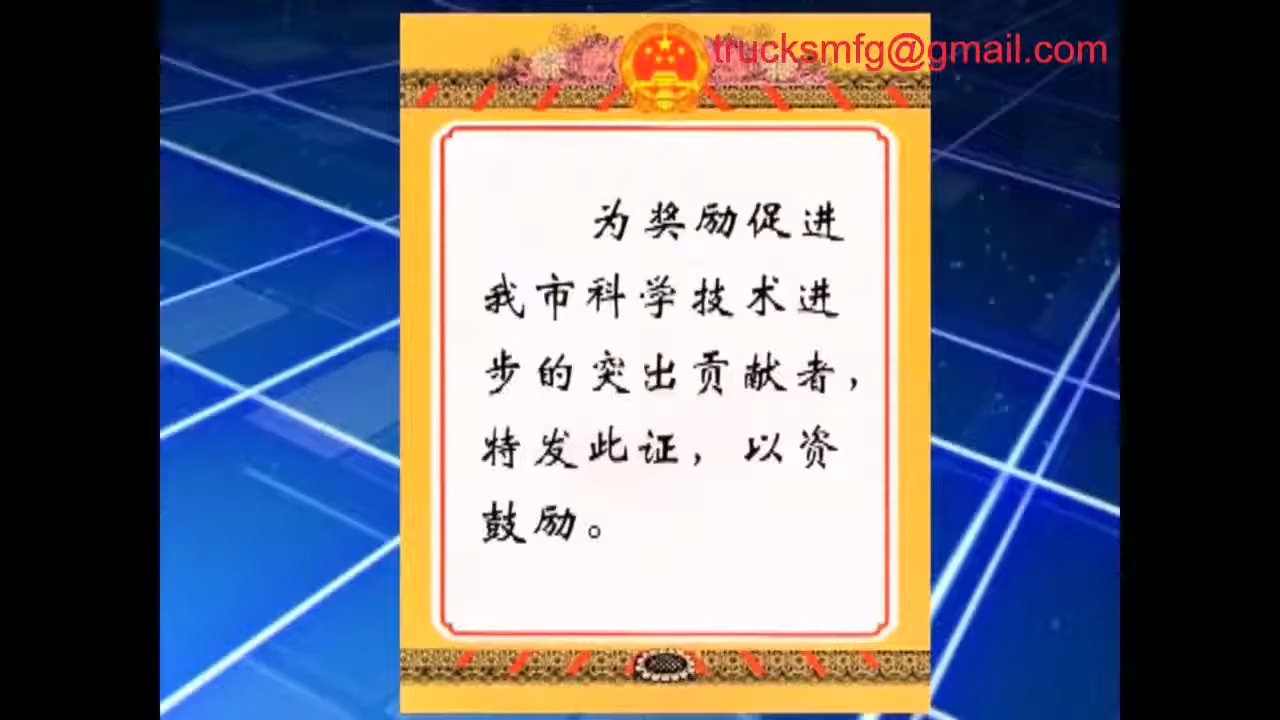 trucksmfg@gmail.com
为奖励促进
我市科学技术进
步的突出贡献者，
特发此证，以资
鼓励。